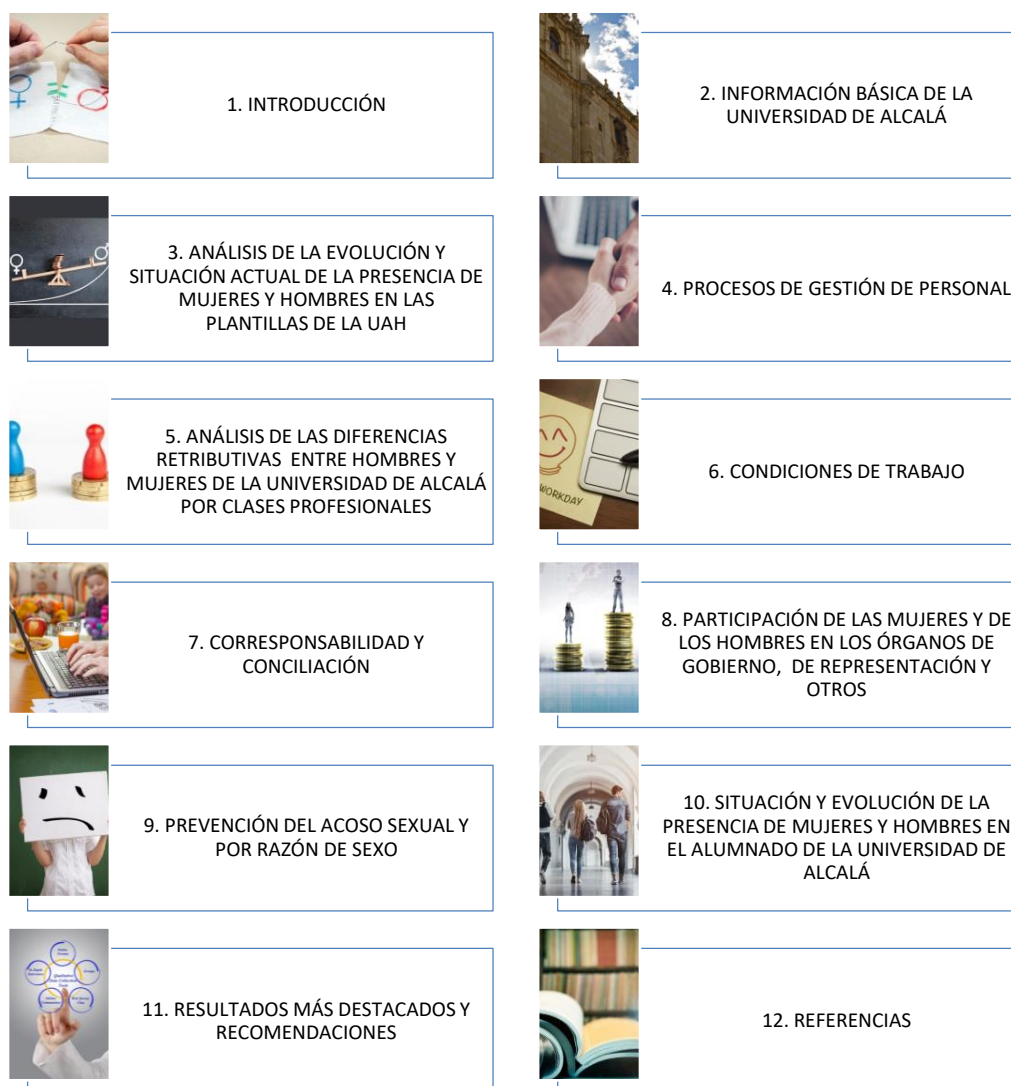 1. INTRODUCCIÓN
2. INFORMACIÓN BÁSICA DE LA
UNIVERSIDAD DE ALCALÁ
3. ANÁLISIS DE LA EVOLUCIÓN Y
SITUACIÓN ACTUAL DE LA PRESENCIA DE
MUJERES Y HOMBRES EN LAS
PLANTILLAS DE LA UAH
4. PROCESOS DE GESTIÓN DE PERSONAL
5. ANÁLISIS DE LAS DIFERENCIAS
RETRIBUTIVAS ENTRE HOMBRES Y
MUJERES DE LA UNIVERSIDAD DE ALCALÁ
POR CLASES PROFESIONALES
WORKDAY
6. CONDICIONES DE TRABAJO
7. CORRESPONSABILIDAD Y
CONCILIACIÓN
8. PARTICIPACIÓN DE LAS MUJERES Y DE
LOS HOMBRES EN LOS ÓRGANOS DE
GOBIERNO, DE REPRESENTACIÓN Y
OTROS
9. PREVENCIÓN DEL ACOSO SEXUAL Y
POR RAZÓN DE SEXO
10. SITUACIÓN Y EVOLUCIÓN DE LA
PRESENCIA DE MUJERES Y HOMBRES EN
EL ALUMNADO DE LA UNIVERSIDAD DE
ALCALÁ
11. RESULTADOS MÁS DESTACADOS Y
RECOMENDACIONES
12. REFERENCIAS